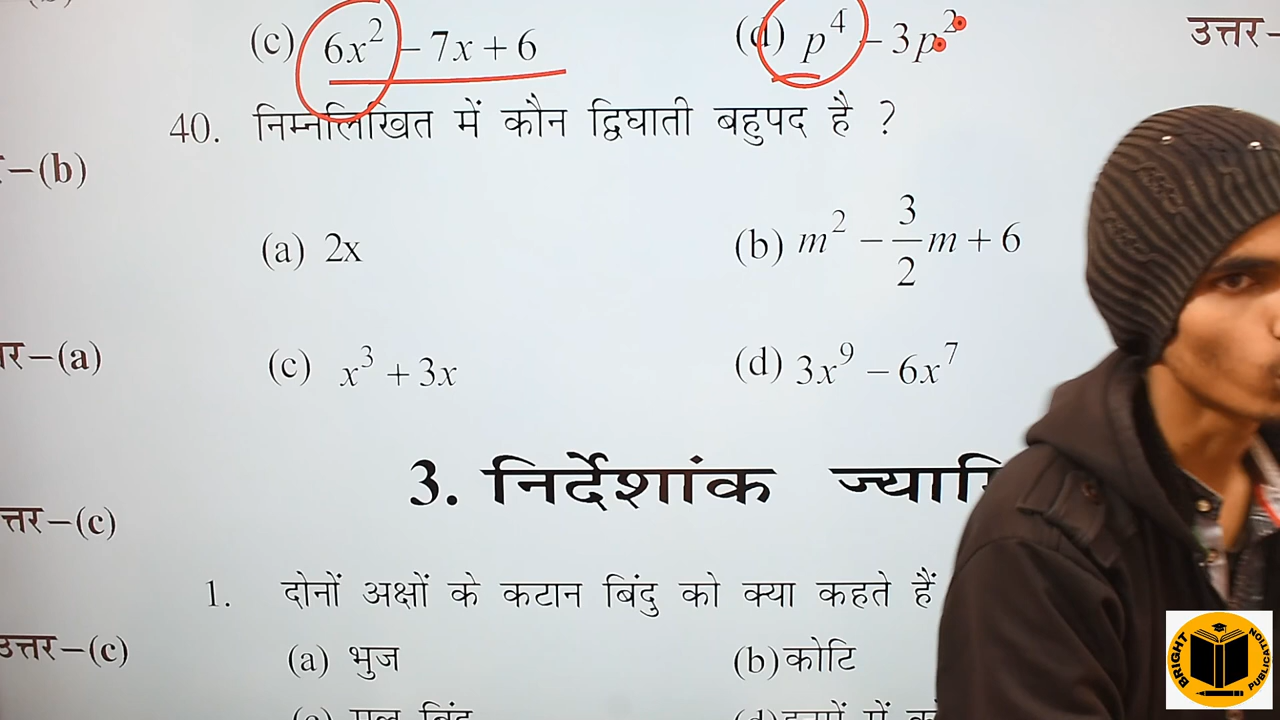 (c) 6x² – 7x + 6 (d) p⁴ – 3p² उत्तर–
40. निम्नलिखित में कौन द्विघाती बहुपद है ?
–(b)
(a) 2x (b) m² – 3/2 m + 6
–(a)
(c) x³ + 3x (d) 3x⁹ – 6x⁷
3. निर्देशांक
–(c)
1. दोनों अक्षों के कटान बिंदु को क्या कहते हैं
उत्तर–(c)
(a) भुज (b) कोटि
BRIGHT PUBLICATION